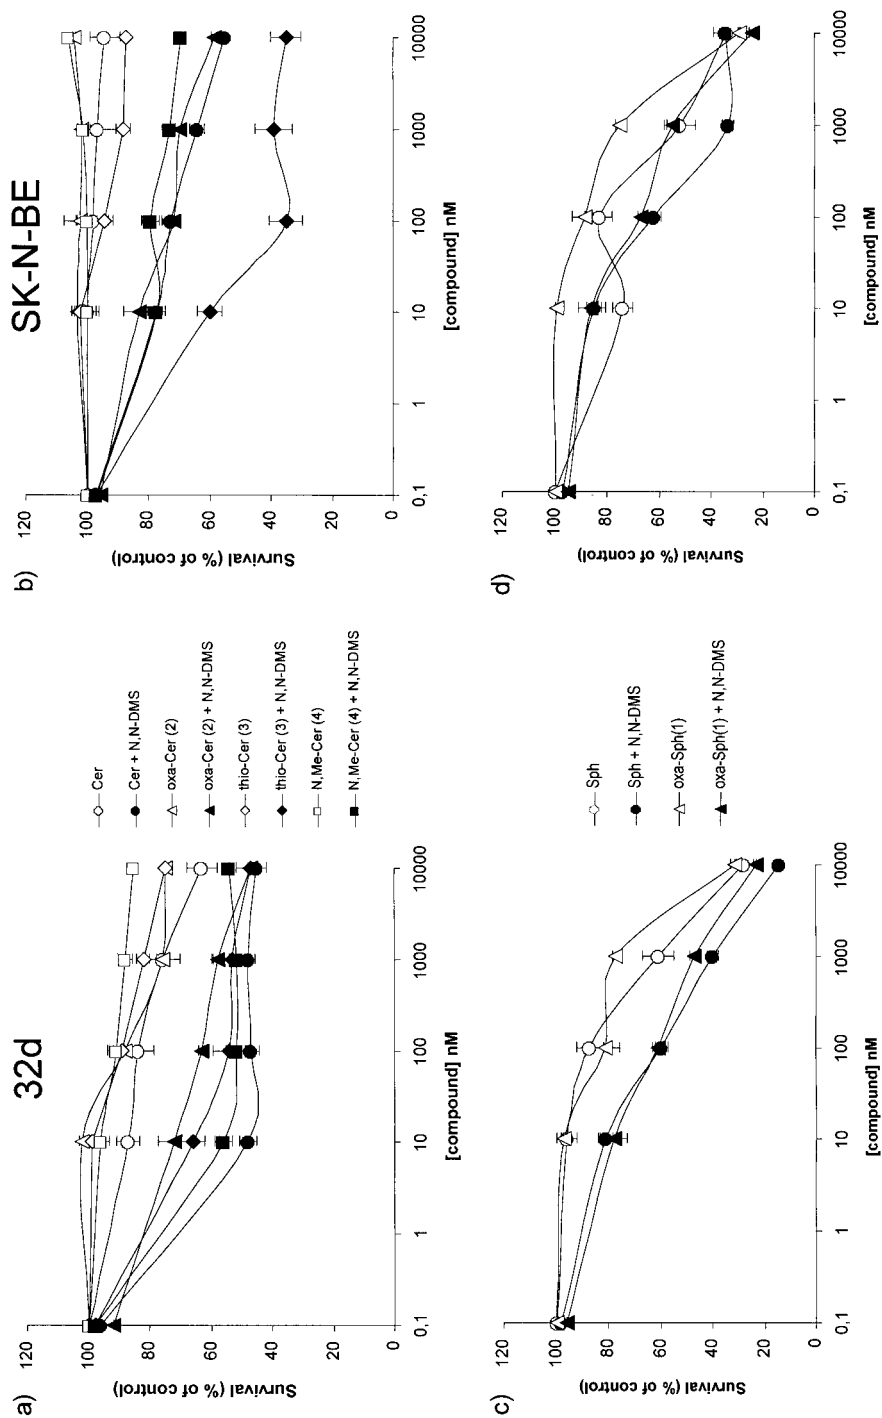 32d
a)
Survival (% of control)
120
100
80
60
40
20
0
0,1
1
10
100
1000
10000
[compound] nM
Cer
Cer + N,N-DMS
oxa-Cer (2)
oxa-Cer (2) + N,N-DMS
thio-Cer (3)
thio-Cer (3) + N,N-DMS
N,Me-Cer (4)
N,Me-Cer (4) + N,N-DMS
SK-N-BE
b)
Survival (% of control)
120
100
80
60
40
20
0
0,1
1
10
100
1000
10000
[compound] nM
c)
Survival (% of control)
120
100
80
60
40
20
0
0,1
1
10
100
1000
10000
[compound] nM
Sph
Sph + N,N-DMS
oxa-Sph(1)
oxa-Sph(1) + N,N-DMS
d)
Survival (% of control)
120
100
80
60
40
20
0
0,1
1
10
100
1000
10000
[compound] nM